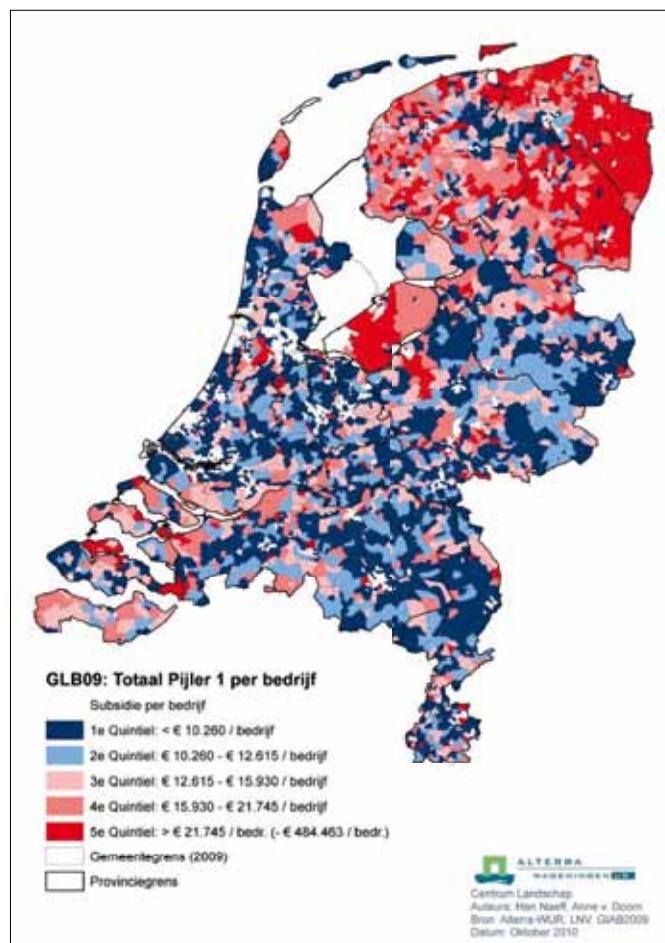 GLB09: Totaal Pijler 1 per bedrijf
Subsidie per bedrijf
1e Quintiel: < € 10.260 / bedrijf
2e Quintiel: € 10.260 - € 12.615 / bedrijf
3e Quintiel: € 12.615 - € 15.930 / bedrijf
4e Quintiel: € 15.930 - € 21.745 / bedrijf
5e Quintiel: > € 21.745 / bedr. (- € 484.463 / bedr.)
Gemeentegrens (2009)
Provinciegrens
ALTERRA
WAGENINGEN UR
Centrum Landschap
Auteurs: Han Naeff, Anne v. Doorn
Bron: Alterra-WUR, LNV, GIAB2009
Datum: Oktober 2010